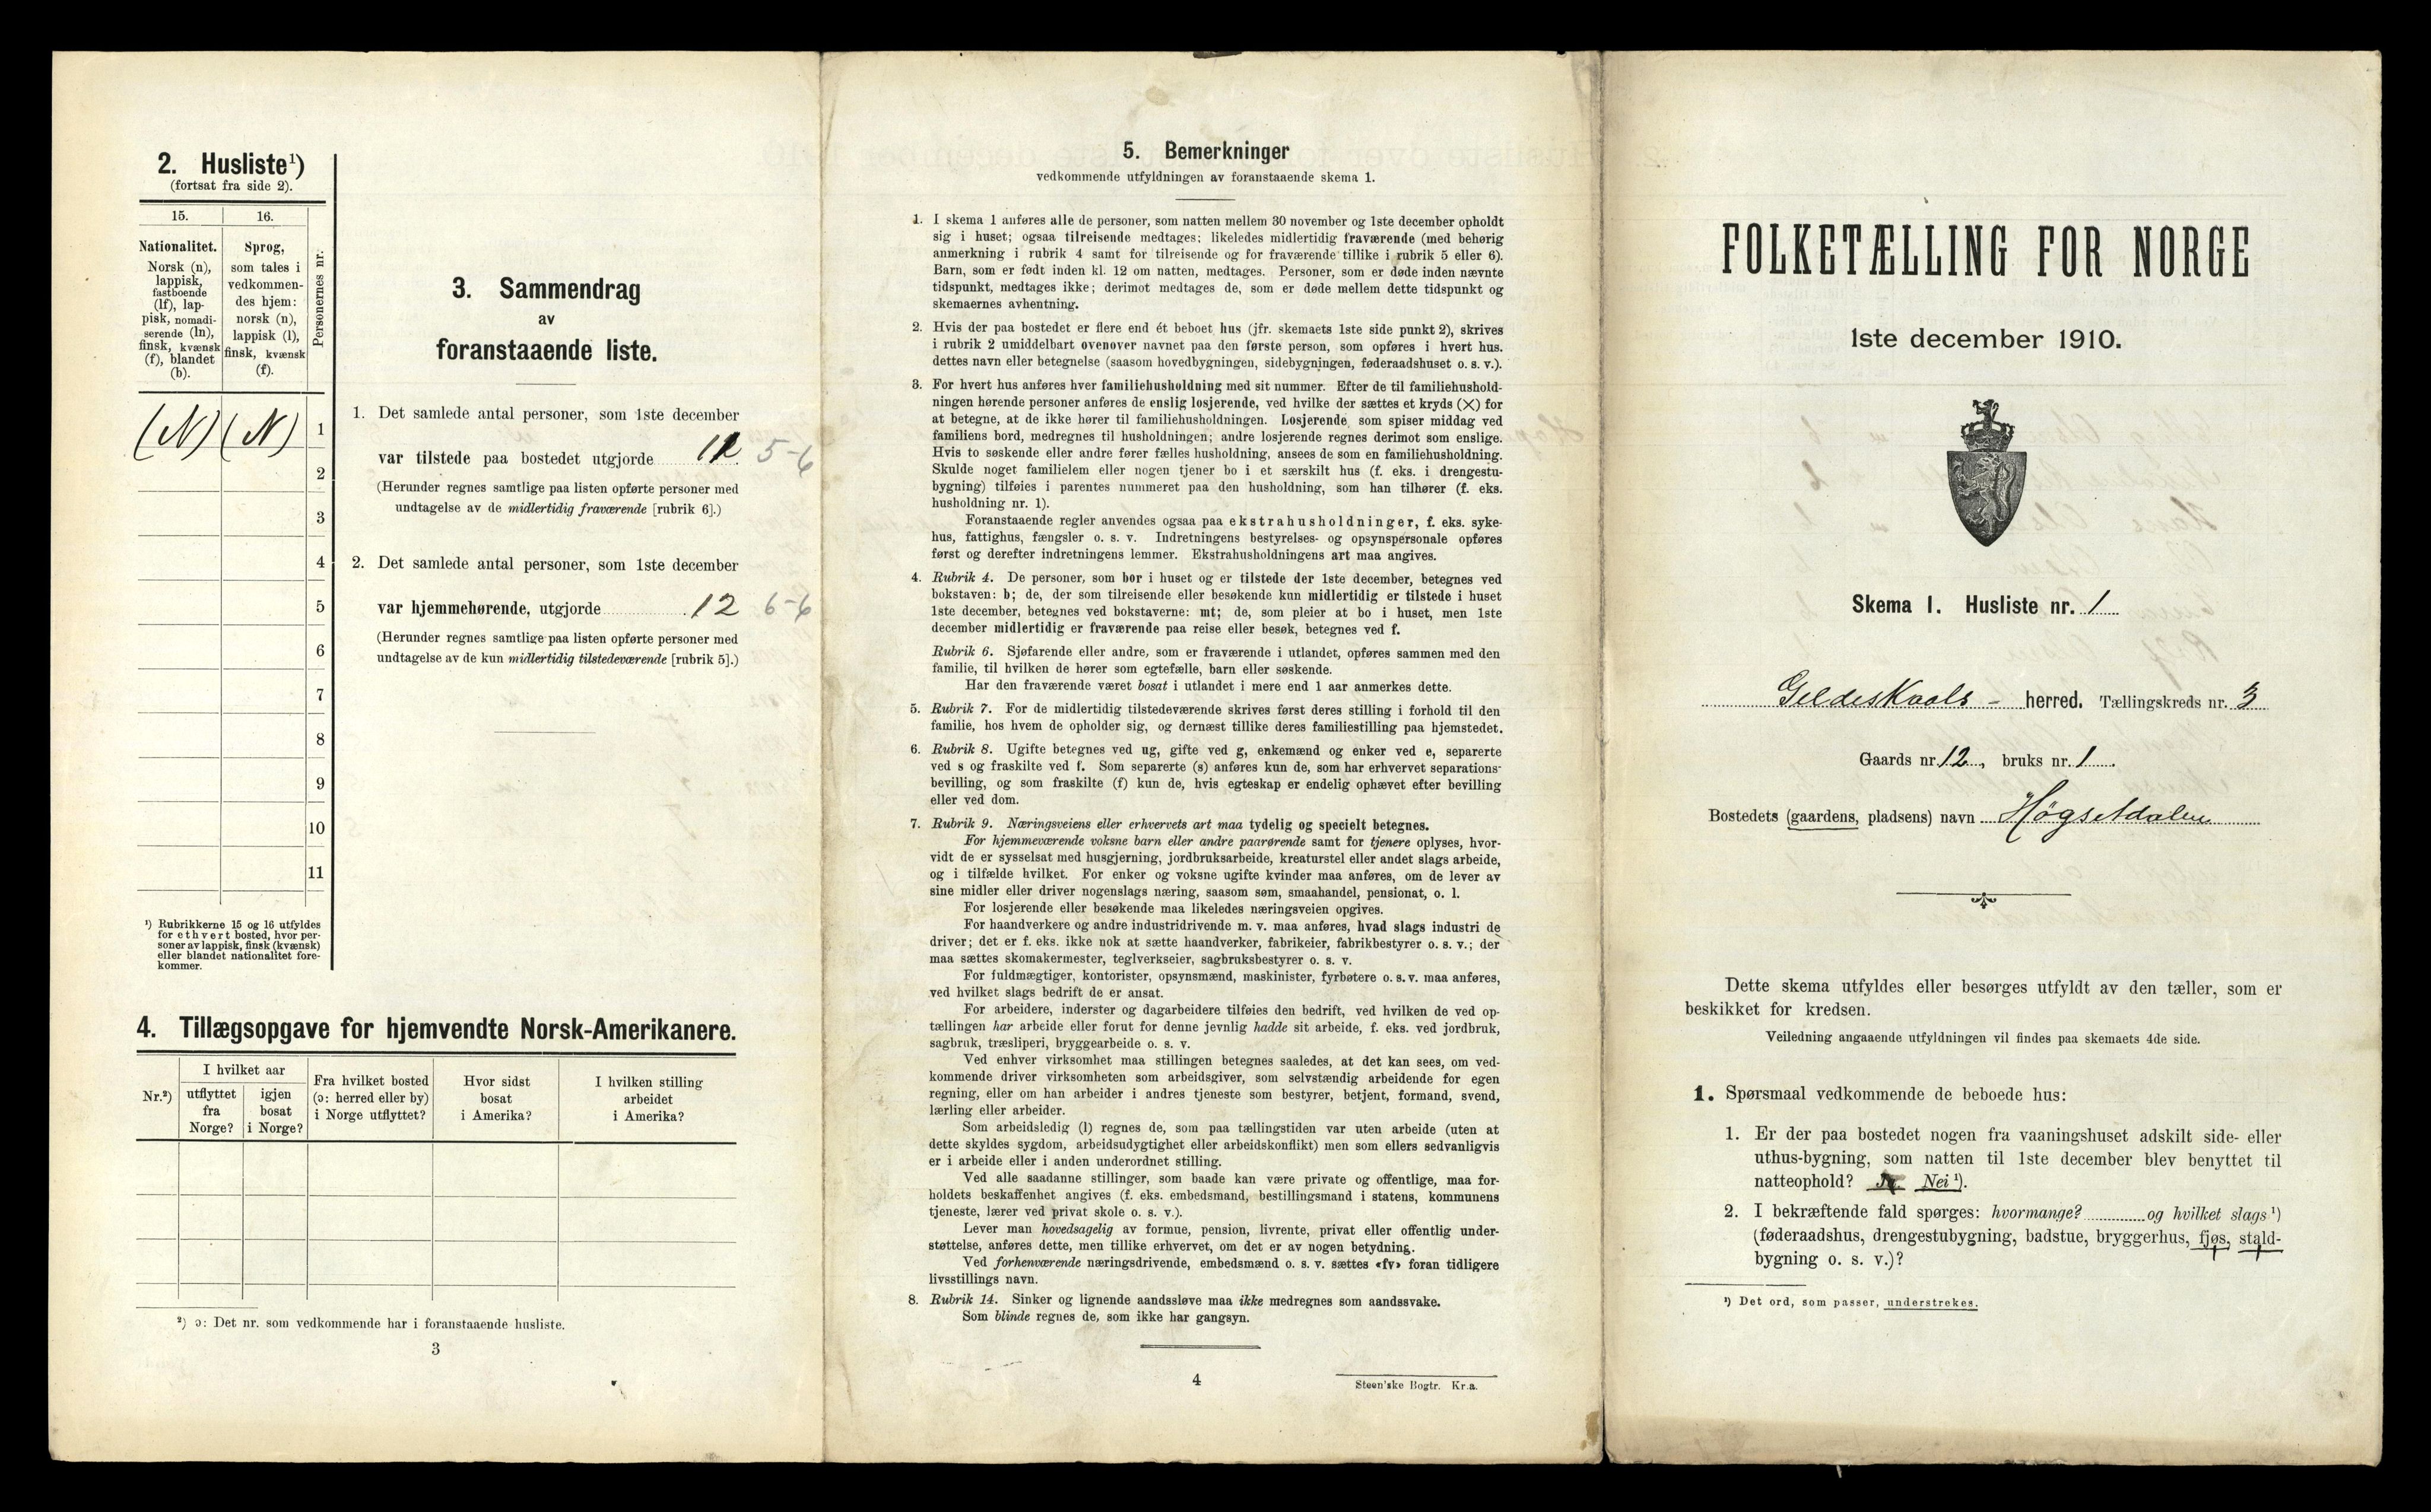 2. Husliste¹)
(fortsat fra side 2).
15.
16.
Nationalitet.
Norsk (n),
lappisk,
fastboende
(lf), lap-
pisk, nomadi-
serende (ln),
finsk, kvænsk
(f), blandet
(b).
Sprog,
som tales i
vedkommen-
des hjem:
norsk (n),
lappisk (l),
finsk, kvænsk
(f).
Personernes nr.
(N) (N) 1
2
3
4
5
6
7
8
9
10
11
¹) Rubrikkerne 15 og 16 utfyldes
for ethvert bosted, hvor per-
soner av lappisk, finsk (kvænsk)
eller blandet nationalitet fore-
kommer.
3. Sammendrag
av
foranstaaende liste.
1. Det samlede antal personer, som 1ste december
var tilstede paa bostedet utgjorde 5-6
(Herunder regnes samtlige paa listen opførte personer med
undtagelse av de midlertidig fraværende [rubrik 6].)
2. Det samlede antal personer, som 1ste december
var hjemmehørende, utgjorde 12 6-6
(Herunder regnes samtlige paa listen opførte personer med
undtagelse av de kun midlertidig tilstedeværende [rubrik 5].)
4. Tillægsopgave for hjemvendte Norsk-Amerikanere.
Nr.²)
I hvilket aar
utflyttet
fra
Norge?
igjen
bosat
i Norge?
Fra hvilket bosted
(ɔ: herred eller by)
i Norge utflyttet?
Hvor sidst
bosat
i Amerika?
I hvilken stilling
arbeidet
i Amerika?
²) ɔ: Det nr. som vedkommende har i foranstaaende husliste.
3
5. Bemerkninger
vedkommende utfyldningen av foranstaaende skema 1.
1. I skema 1 anføres alle de personer, som natten mellem 30 november og 1ste december opholdt
sig i huset; ogsaa tilreisende medtages; likeledes midlertidig fraværende (med behørig
anmerkning i rubrik 4 samt for tilreisende og for fraværende tillike i rubrik 5 eller 6).
Barn, som er født inden kl. 12 om natten, medtages. Personer, som er døde inden nævnte
tidspunkt, medtages ikke; derimot medtages de, som er døde mellem dette tidspunkt og
skemaernes avhentning.
2. Hvis der paa bostedet er flere end ét beboet hus (jfr. skemaets 1ste side punkt 2), skrives
i rubrik 2 umiddelbart ovenover navnet paa den første person, som opføres i hvert hus.
dettes navn eller betegnelse (saasom hovedbygningen, sidebygningen, føderaadshuset o. s. v.).
3. For hvert hus anføres hver familiehusholdning med sit nummer. Efter de til familiehushold-
ningen hørende personer anføres de enslig losjerende, ved hvilke der sættes et kryds (×) for
at betegne, at de ikke hører til familiehusholdningen. Losjerende som spiser middag ved
familiens bord, medregnes til husholdningen; andre losjerende regnes derimot som enslige.
Hvis to søskende eller andre fører fælles husholdning, ansees de som en familiehusholdning.
Skulde noget familielem eller nogen tjener bo i et særskilt hus (f. eks. i drengestu-
bygning) tilføies i parentes nummeret paa den husholdning, som han tilhører (f. eks.
husholdning nr. 1).
Foranstaaende regler anvendes ogsaa paa ekstrahusholdninger, f. eks. syke-
hus, fattighus, fængsler o. s. v. Indretningens bestyrelses- og opsynspersonale opføres
først og derefter indretningens lemmer. Ekstrahusholdningens art maa angives.
4. Rubrik 4. De personer, som bor i huset og er tilstede der 1ste december, betegnes ved
bokstaven: b; de, der som tilreisende eller besøkende kun midlertidig er tilstede i huset
1ste december, betegnes ved bokstaverne: mt; de, som pleier at bo i huset, men 1ste
december midlertidig er fraværende paa reise eller besøk, betegnes ved f.
Rubrik 6. Sjøfarende eller andre, som er fraværende i utlandet, opføres sammen med den
familie, til hvilken de hører som egtefælle, barn eller søskende.
Har den fraværende været bosat i utlandet i mere end 1 aar anmerkes dette.
5. Rubrik 7. For de midlertidig tilstedeværende skrives først deres stilling i forhold til den
familie, hos hvem de opholder sig, og dernæst tillike deres familiestilling paa hjemstedet.
6. Rubrik 8. Ugifte betegnes ved ug, gifte ved g, enkemænd og enker ved e, separerte
ved s og fraskilte ved f. Som separerte (s) anføres kun de, som har erhvervet separations-
bevilling, og som fraskilte (f) kun de, hvis egteskap er endelig ophævet efter bevilling
eller ved dom.
7. Rubrik 9. Næringsveiens eller erhvervets art maa tydelig og specielt betegnes.
For hjemmeværende voksne barn eller andre paarørende samt for tjenere oplyses, hvor-
vidt de er sysselsat med husgjerning, jordbruksarbeide, kreaturstel eller andet slags arbeide,
og i tilfælde hvilket. For enker og voksne ugifte kvinder maa anføres, om de lever av
sine midler eller driver nogenslags næring, saasom søm, smaahandel, pensionat, o. l.
For losjerende eller besøkende maa likeledes næringsveien opgives.
For haandverkere og andre industridrivende m. v. maa anføres, hvad slags industri de
driver; det er f. eks. ikke nok at sætte haandverker, fabrikeier, fabrikbestyrer o. s. v.; der
maa sættes skomakermester, teglverkseier, sagbruksbestyrer o. s. v.
For fuldmægtiger, kontorister, opsynsmænd, maskinister, fyrbøtere o. s. v. maa anføres,
ved hvilket slags bedrift de er ansat.
For arbeidere, inderster og dagarbeidere tilføies den bedrift, ved hvilken de ved op-
tællingen har arbeide eller forut for denne jevnlig hadde sit arbeide, f. eks. ved jordbruk,
sagbruk, træsliperi, bryggearbeide o. s. v.
Ved enhver virksomhet maa stillingen betegnes saaledes, at det kan sees, om ved-
kommende driver virksomheten som arbeidsgiver, som selvstændig arbeidende for egen
regning, eller om han arbeider i andres tjeneste som bestyrer, betjent, formand, svend,
lærling eller arbeider.
Som arbeidsledig (l) regnes de, som paa tællingstiden var uten arbeide (uten at
dette skyldes sygdom, arbeidsudygtighet eller arbeidskonflikt) men som ellers sedvanligvis
er i arbeide eller i anden underordnet stilling.
Ved alle saadanne stillinger, som baade kan være private og offentlige, maa for-
holdets beskaffenhet angives (f. eks. embedsmand, bestillingsmand i statens, kommunens
tjeneste, lærer ved privat skole o. s. v.).
Lever man hovedsagelig av formue, pension, livrente, privat eller offentlig under-
støttelse, anføres dette, men tillike erhvervet, om det er av nogen betydning.
Ved forhenværende næringsdrivende, embedsmænd o. s. v. sættes «fv» foran tidligere
livsstillings navn.
8. Rubrik 14. Sinker og lignende aandssløve maa ikke medregnes som aandssvake.
Som blinde regnes de, som ikke har gangsyn.
4
Steen'ske Bogtr. Kr.a.
FOLKETÆLLING FOR NORGE
1ste december 1910.
Skema 1. Husliste nr. 1
Gildeskaals - herred. Tællingskreds nr. 3
Gaards nr. 12, bruks nr. 1.
Bostedets (gaardens, pladsens) navn Høgsetdalen
Dette skema utfyldes eller besørges utfyldt av den tæller, som er
beskikket for kredsen.
Veiledning angaaende utfyldningen vil findes paa skemaets 4de side.
1. Spørsmaal vedkommende de beboede hus:
1. Er der paa bostedet nogen fra vaaningshuset adskilt side- eller
uthus-bygning, som natten til 1ste december blev benyttet til
natteophold? Ja. Nei ¹).
2. I bekræftende fald spørges: hvormange? og hvilket slags ¹)
(føderaadshus, drengestubygning, badstue, bryggerhus, fjøs, stald-
bygning o. s. v.)?
¹) Det ord, som passer, understrekes.